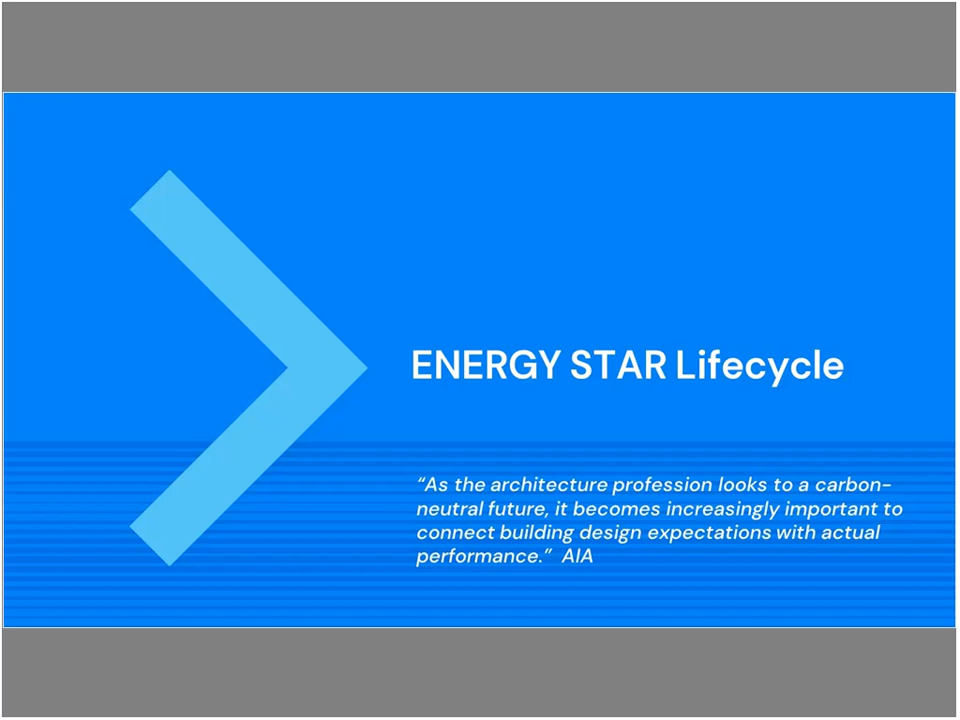 ENERGY STAR Lifecycle
“As the architecture profession looks to a carbon-
neutral future, it becomes increasingly important to
connect building design expectations with actual
performance.” AIA